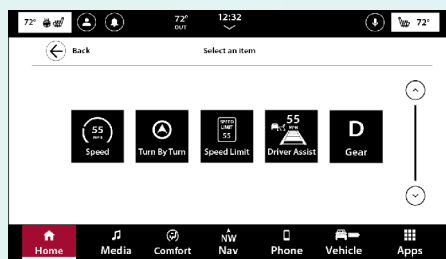 72°
72°
OUT
12:32
72°
Back
Select an item
55
MPH
Speed
Turn By Turn
SPEED
LIMIT
55
Speed Limit
55
MPH
Driver Assist
D
Gear
Home
Media
Comfort
NW
Nav
Phone
Vehicle
Apps